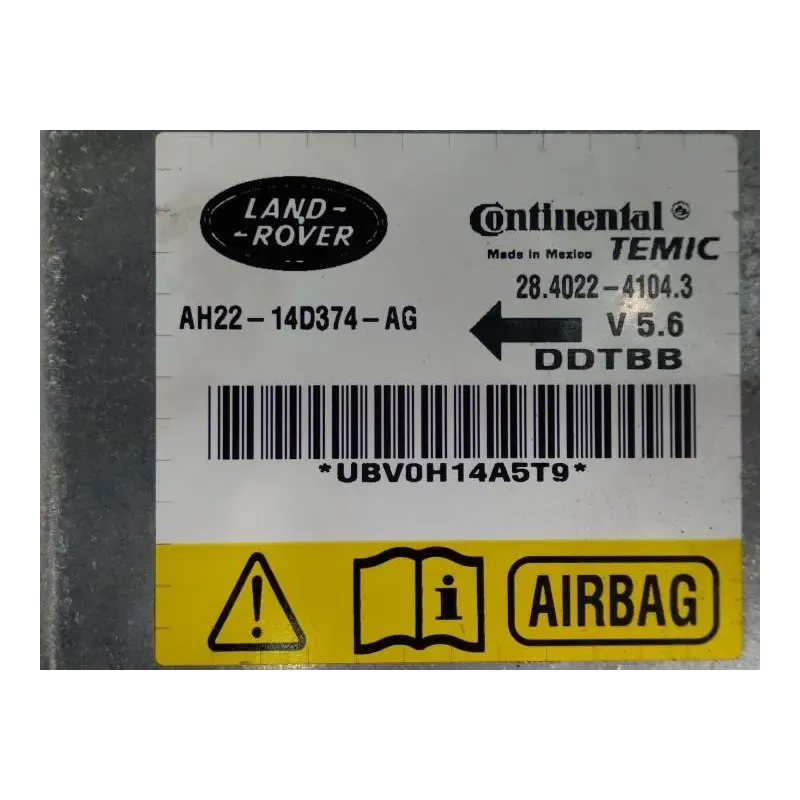 LAND-
-ROVER
Continental
Made in Mexico TEMIC
28.4022-4104.3
AH22-14D374-AG
V 5.6
DDTBB
*UBV0H14A5T9*
i
AIRBAG